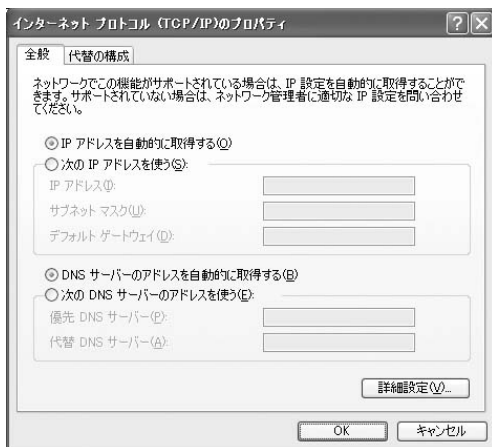 インターネット プロトコル (TCP/IP)のプロパティ
全般
代替の構成
ネットワークでこの機能がサポートされている場合は、IP 設定を自動的に取得することがで
きます。サポートされていない場合は、ネットワーク管理者に適切な IP 設定を問い合わせ
てください。
IP アドレスを自動的に取得する(O)
次の IP アドレスを使う(S):
IP アドレス(I):
サブネット マスク(U):
デフォルト ゲートウェイ(D):
DNS サーバーのアドレスを自動的に取得する(B)
次の DNS サーバーのアドレスを使う(E):
優先 DNS サーバー(P):
代替 DNS サーバー(A):
詳細設定(V)...
OK
キャンセル